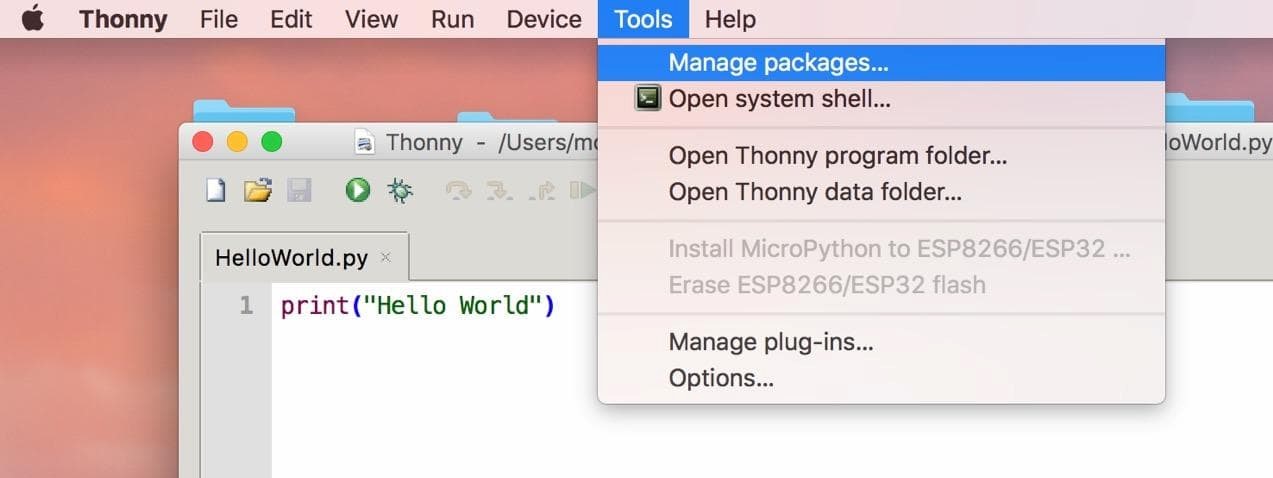 Thonny File Edit View Run Device Tools Help
Manage packages...
Open system shell...
Open Thonny program folder...
Open Thonny data folder...
Install MicroPython to ESP8266/ESP32 ...
Erase ESP8266/ESP32 flash
Manage plug-ins...
Options...
Thonny - /Users/mc
loWorld.py
HelloWorld.py ×
1 print("Hello World")